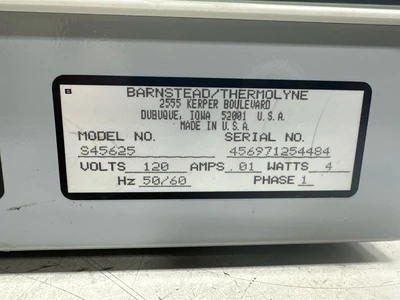 B
BARNSTEAD/THERMOLYNE
2555 KERPER BOULEVARD
DUBUQUE, IOWA 52001 U.S.A.
MADE IN U.S.A.
MODEL NO. SERIAL NO.
S45625 456971254484
VOLTS 120 AMPS .01 WATTS 4
Hz 50/60 PHASE 1